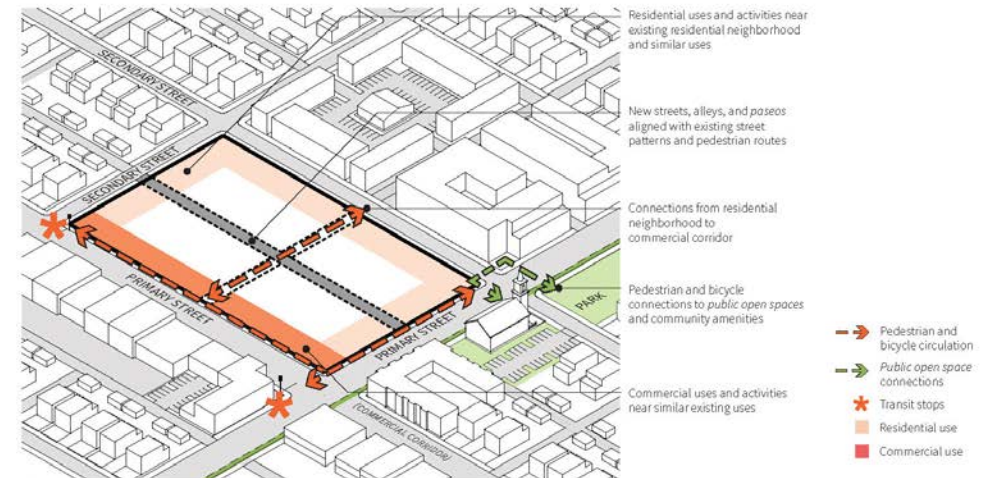 Residential uses and activities near
existing residential neighborhood
and similar uses
SECONDARY STREET
New streets, alleys, and paseos
aligned with existing street
patterns and pedestrian routes
SECONDARY STREET
Connections from residential
neighborhood to
commercial corridor
Pedestrian and bicycle
connections to public open spaces
and community amenities
PARK
PRIMARY STREET
PRIMARY STREET
Commercial uses and activities
near similar existing uses
(COMMERCIAL CORRIDOR)
Pedestrian and
bicycle circulation
Public open space
connections
Transit stops
Residential use
Commercial use